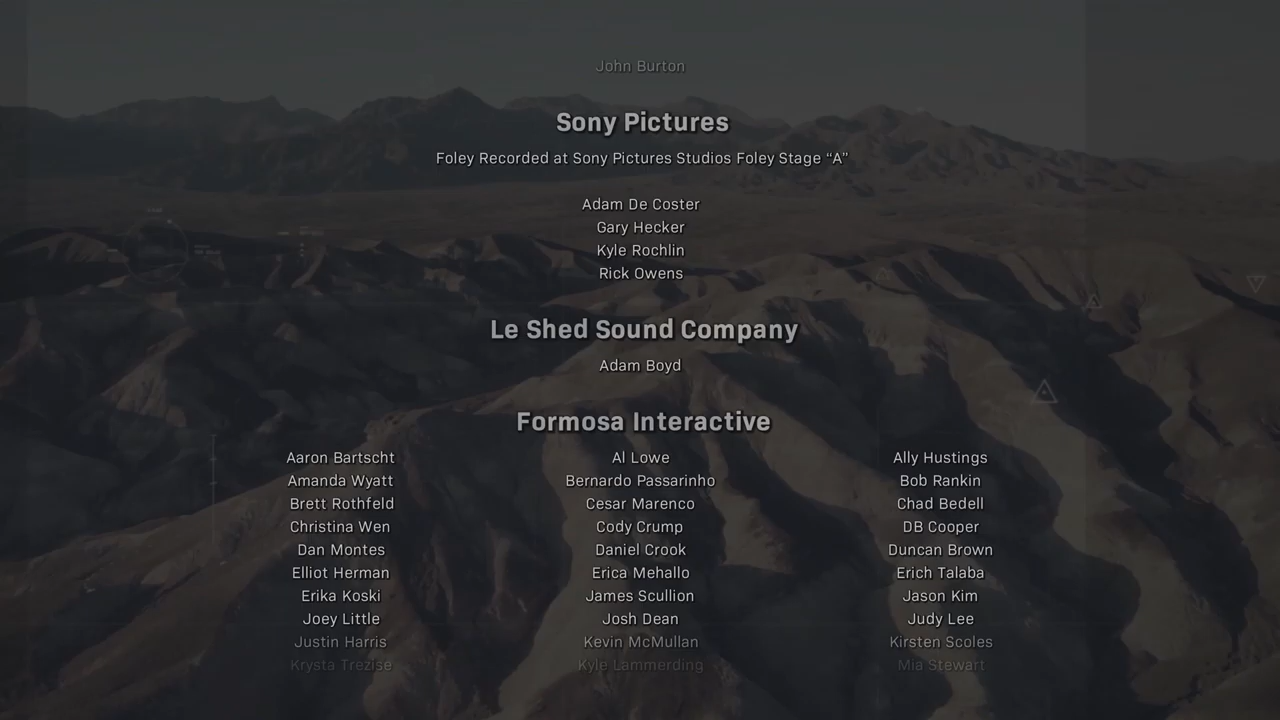 John Burton
Sony Pictures
Foley Recorded at Sony Pictures Studios Foley Stage “A”
Adam De Coster
Gary Hecker
Kyle Rochlin
Rick Owens
Le Shed Sound Company
Adam Boyd
Formosa Interactive
Aaron Bartscht Al Lowe Ally Hustings
Amanda Wyatt Bernardo Passarinho Bob Rankin
Brett Rothfeld Cesar Marenco Chad Bedell
Christina Wen Cody Crump DB Cooper
Dan Montes Daniel Crook Duncan Brown
Elliot Herman Erica Mehallo Erich Talaba
Erika Koski James Scullion Jason Kim
Joey Little Josh Dean Judy Lee
Justin Harris Kevin McMullan Kirsten Scoles
Krysta Trezise Kyle Lammerding Mia Stewart